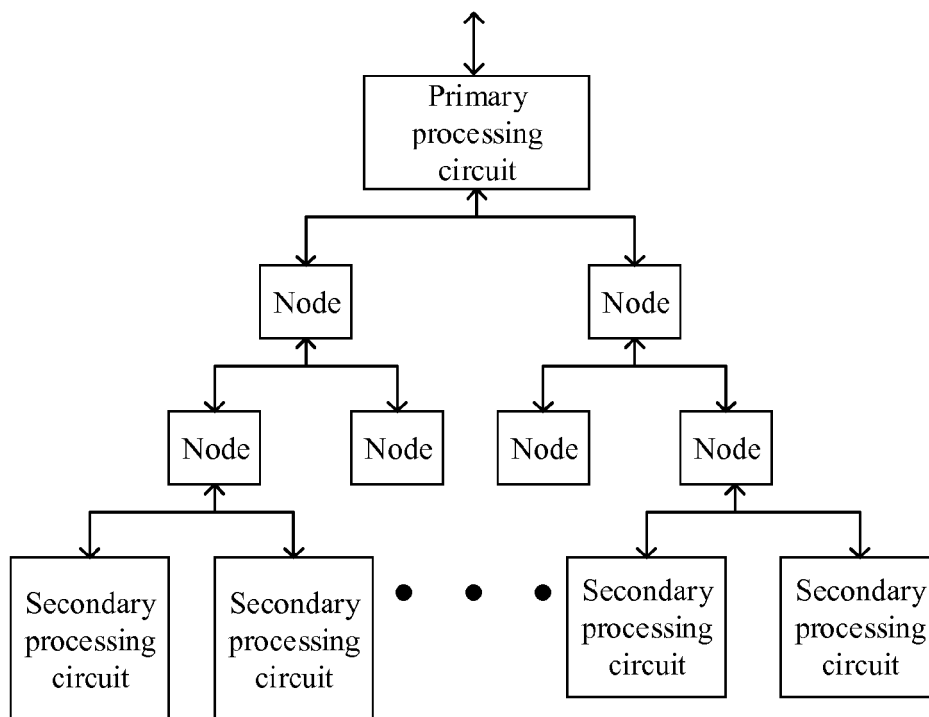 Primary
processing
circuit
Node
Node
Node
Node
Node
Node
Secondary
processing
circuit
Secondary
processing
circuit
Secondary
processing
circuit
Secondary
processing
circuit